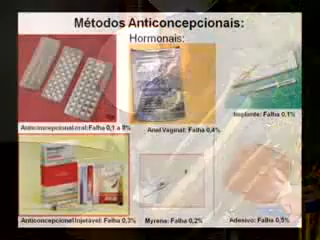 Métodos Anticoncepcionais:
Hormonais:
Implante: Falha 0,1%
Anticoncepcional oral: Falha 0,1 a 8%
Anel Vaginal: Falha 0,4%
Anticoncepcional Injetável: Falha 0,3%
Myrena: Falha 0,2%
Adesivo: Falha 0,5%